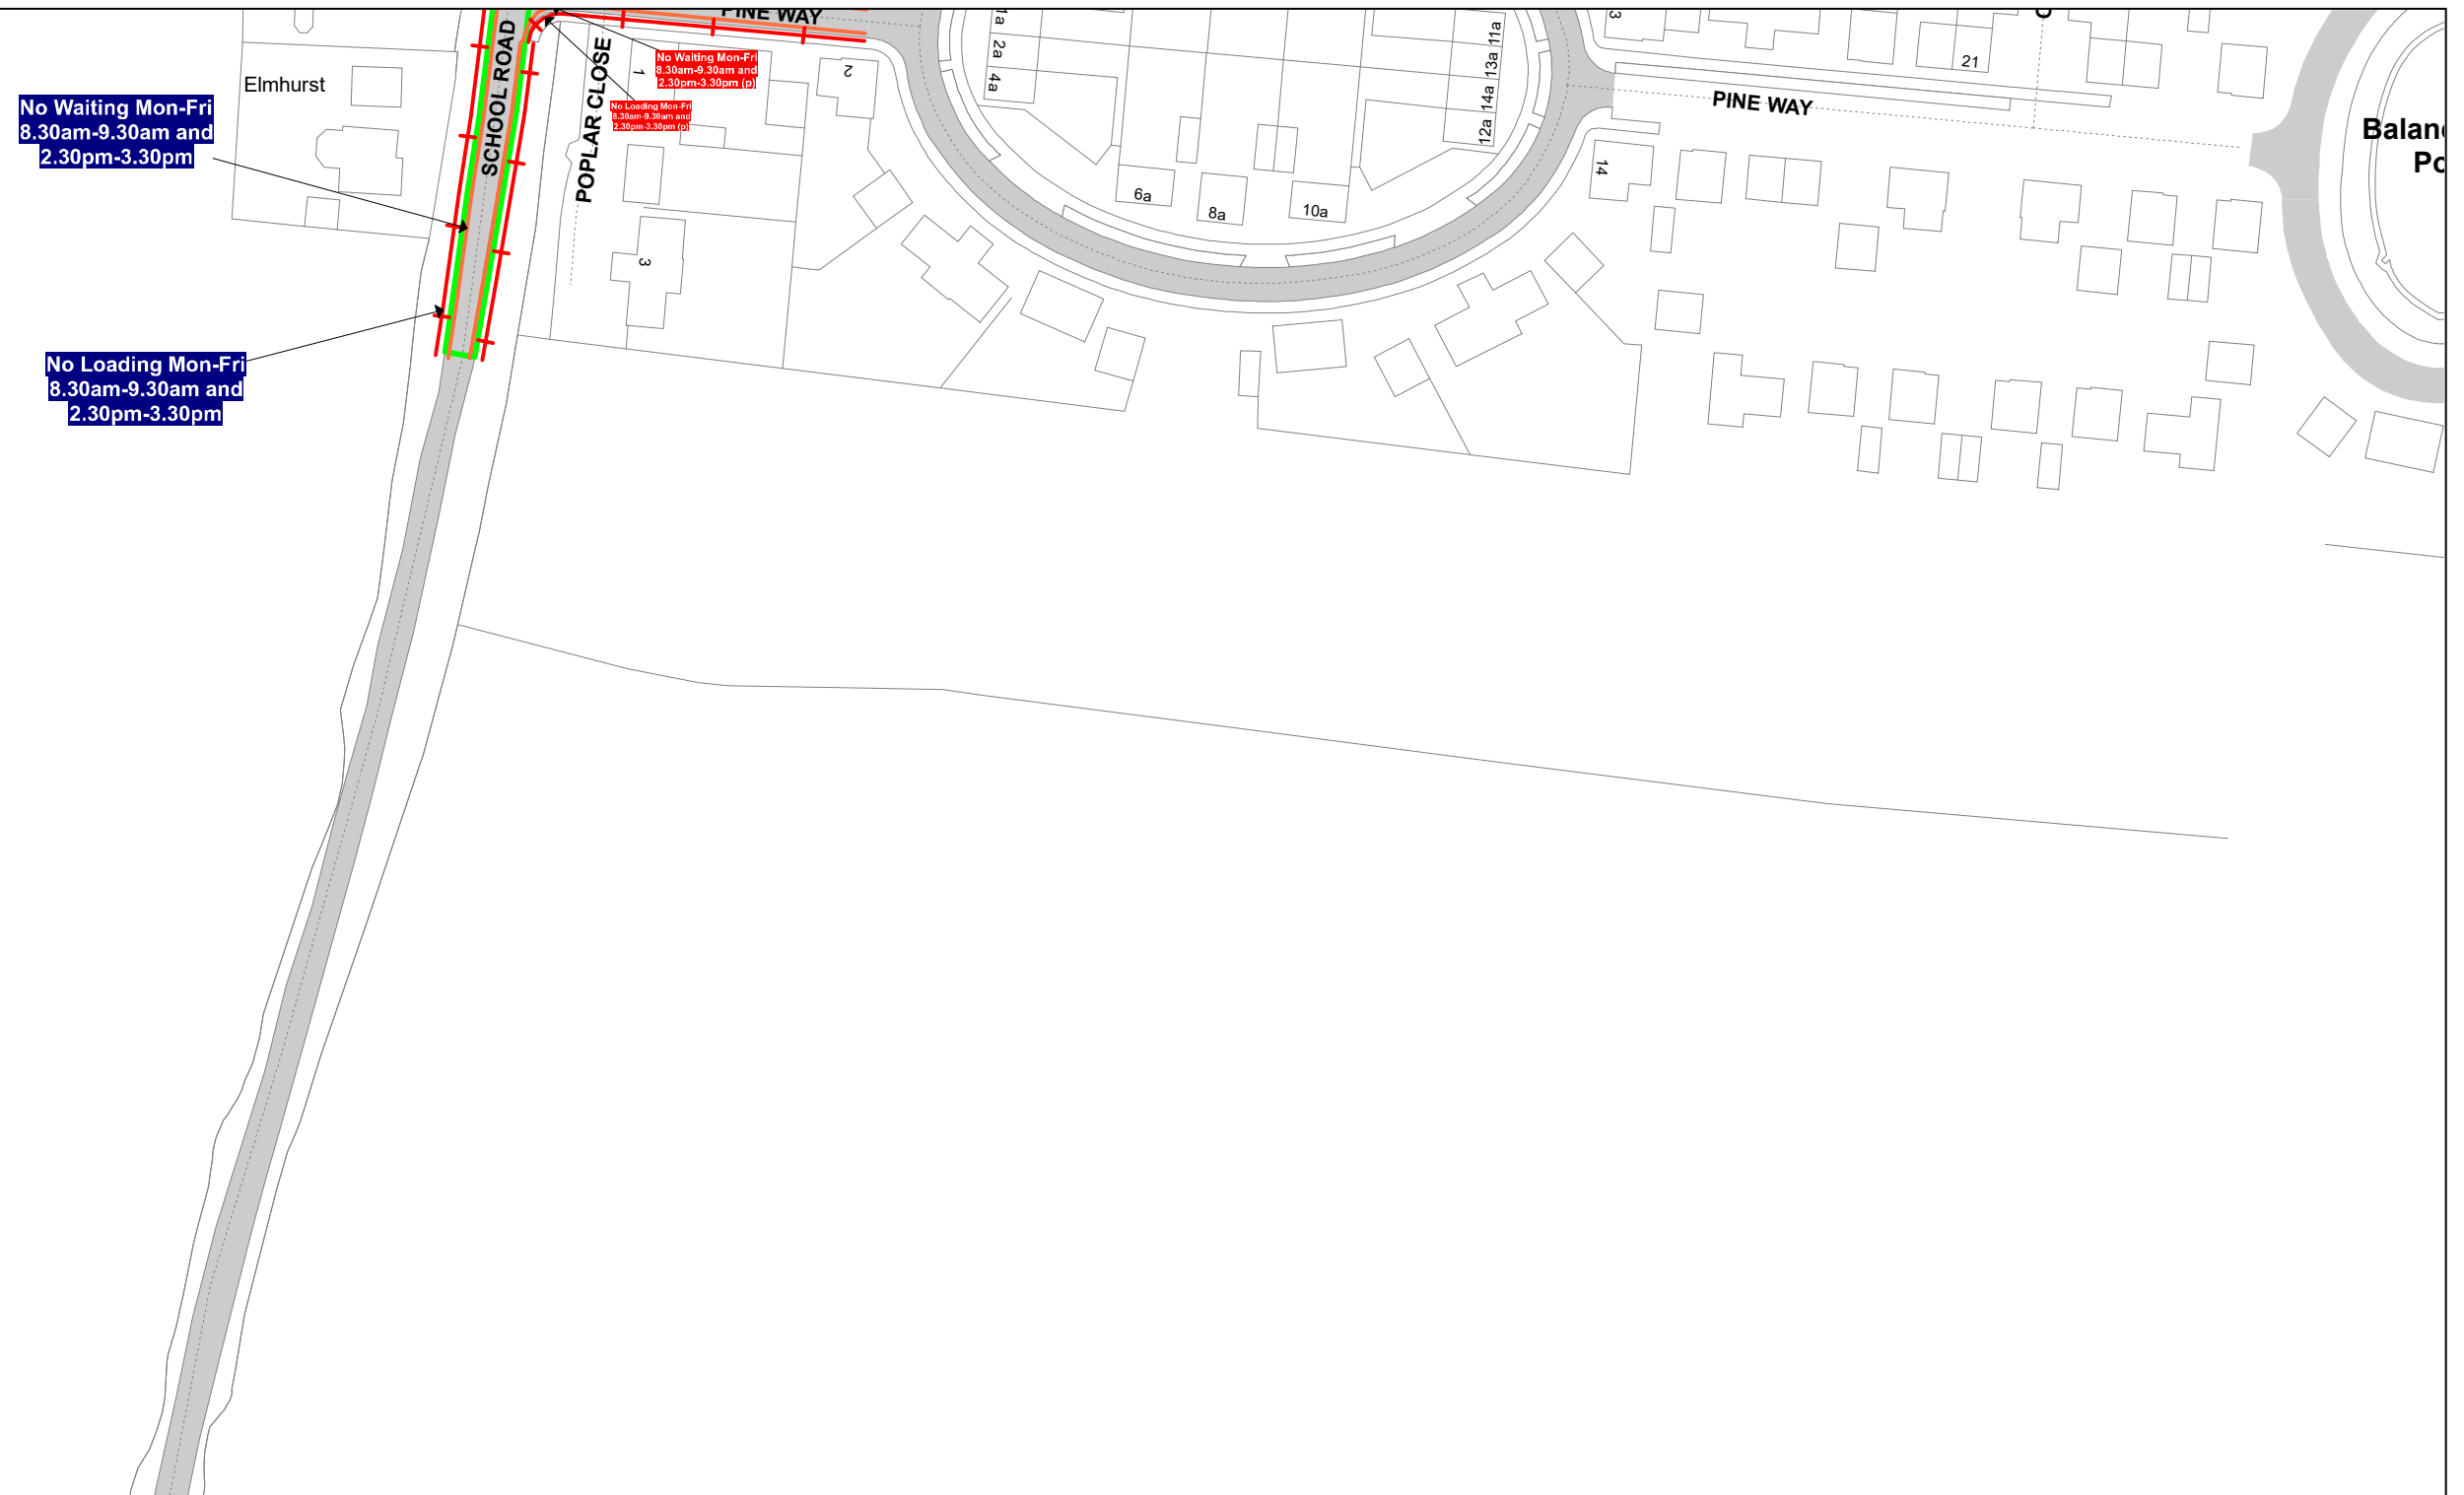 PINE WAY
SCHOOL ROAD
POPLAR CLOSE
Elmhurst
No Waiting Mon-Fri
8.30am-9.30am and
2.30pm-3.30pm
No Loading Mon-Fri
8.30am-9.30am and
2.30pm-3.30pm
No Waiting Mon-Fri
8.30am-9.30am and
2.30pm-3.30pm (p)
No Loading Mon-Fri
8.30am-9.30am and
2.30pm-3.30pm (p)
1
2
3
1a
2a
4a
6a
8a
10a
11a
13a
14a
12a
3
21
PINE WAY
14